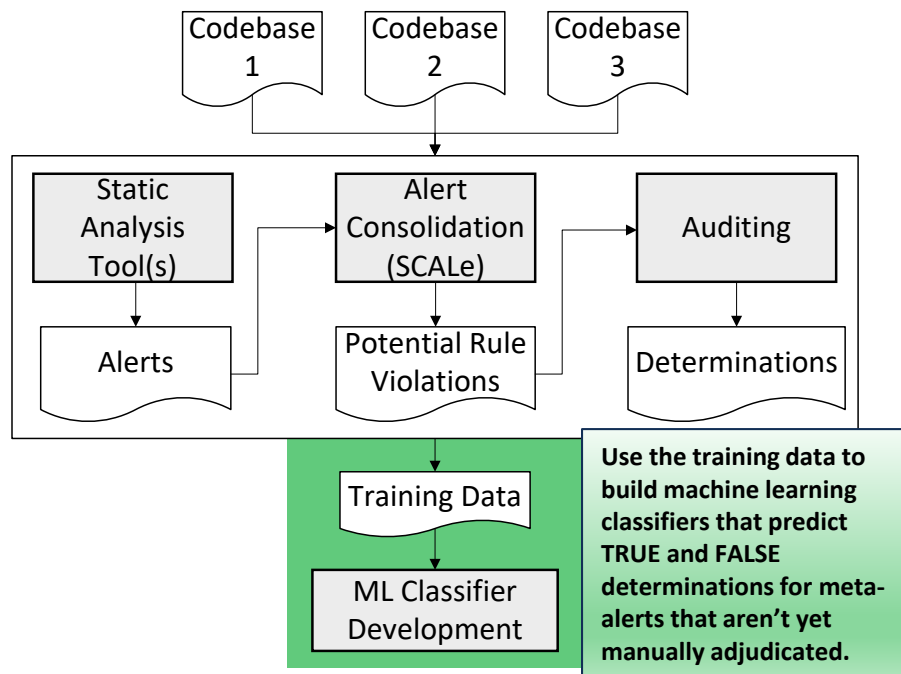 Codebase
1
Codebase
2
Codebase
3
Static
Analysis
Tool(s)
Alert
Consolidation
(SCALe)
Auditing
Alerts
Potential Rule
Violations
Determinations
Training Data
ML Classifier
Development
Use the training data to
build machine learning
classifiers that predict
TRUE and FALSE
determinations for meta-
alerts that aren’t yet
manually adjudicated.